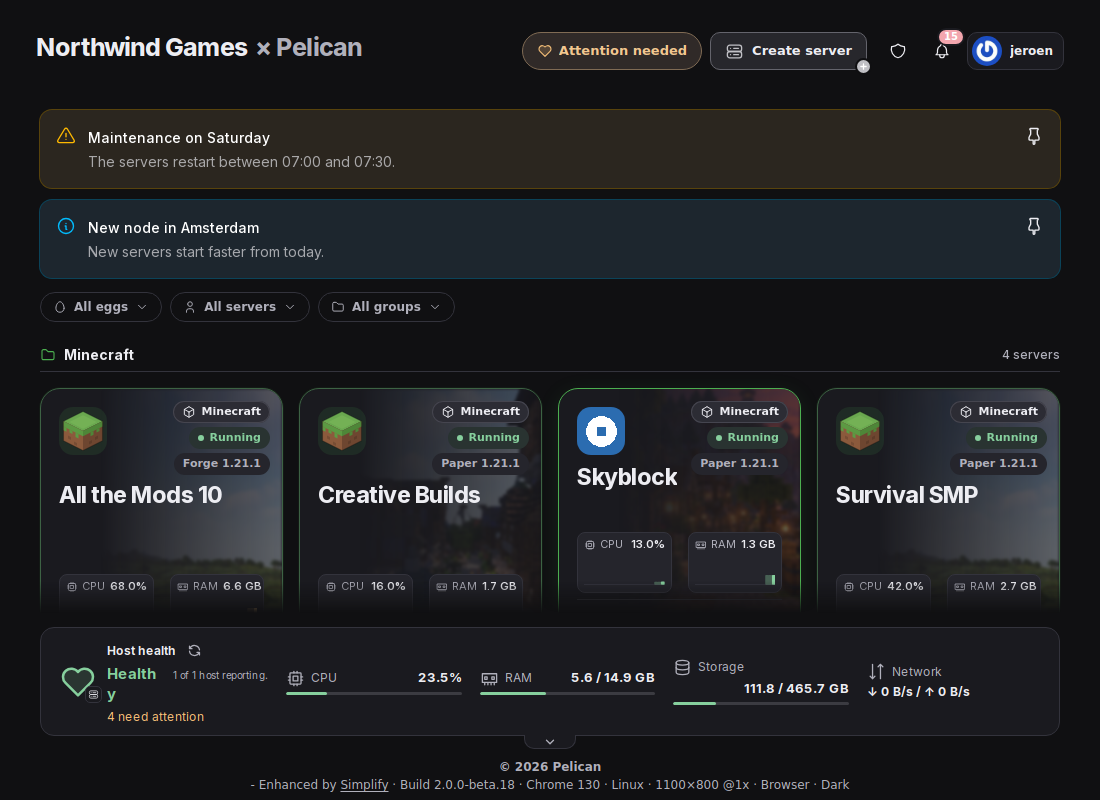 Northwind Games × Pelican
Attention needed
Create server
15
jeroen
Maintenance on Saturday
The servers restart between 07:00 and 07:30.
New node in Amsterdam
New servers start faster from today.
All eggs
All servers
All groups
Minecraft
4 servers
Minecraft
Running
Forge 1.21.1
All the Mods 10
CPU 68.0%
RAM 6.6 GB
Minecraft
Running
Paper 1.21.1
Creative Builds
CPU 16.0%
RAM 1.7 GB
Minecraft
Running
Paper 1.21.1
Skyblock
CPU 13.0%
RAM 1.3 GB
Minecraft
Running
Paper 1.21.1
Survival SMP
CPU 42.0%
RAM 2.7 GB
Host health
Health
y
1 of 1 host reporting.
4 need attention
CPU 23.5%
RAM 5.6 / 14.9 GB
Storage
111.8 / 465.7 GB
Network
↓ 0 B/s / ↑ 0 B/s
© 2026 Pelican
- Enhanced by Simplify · Build 2.0.0-beta.18 · Chrome 130 · Linux · 1100×800 @1x · Browser · Dark